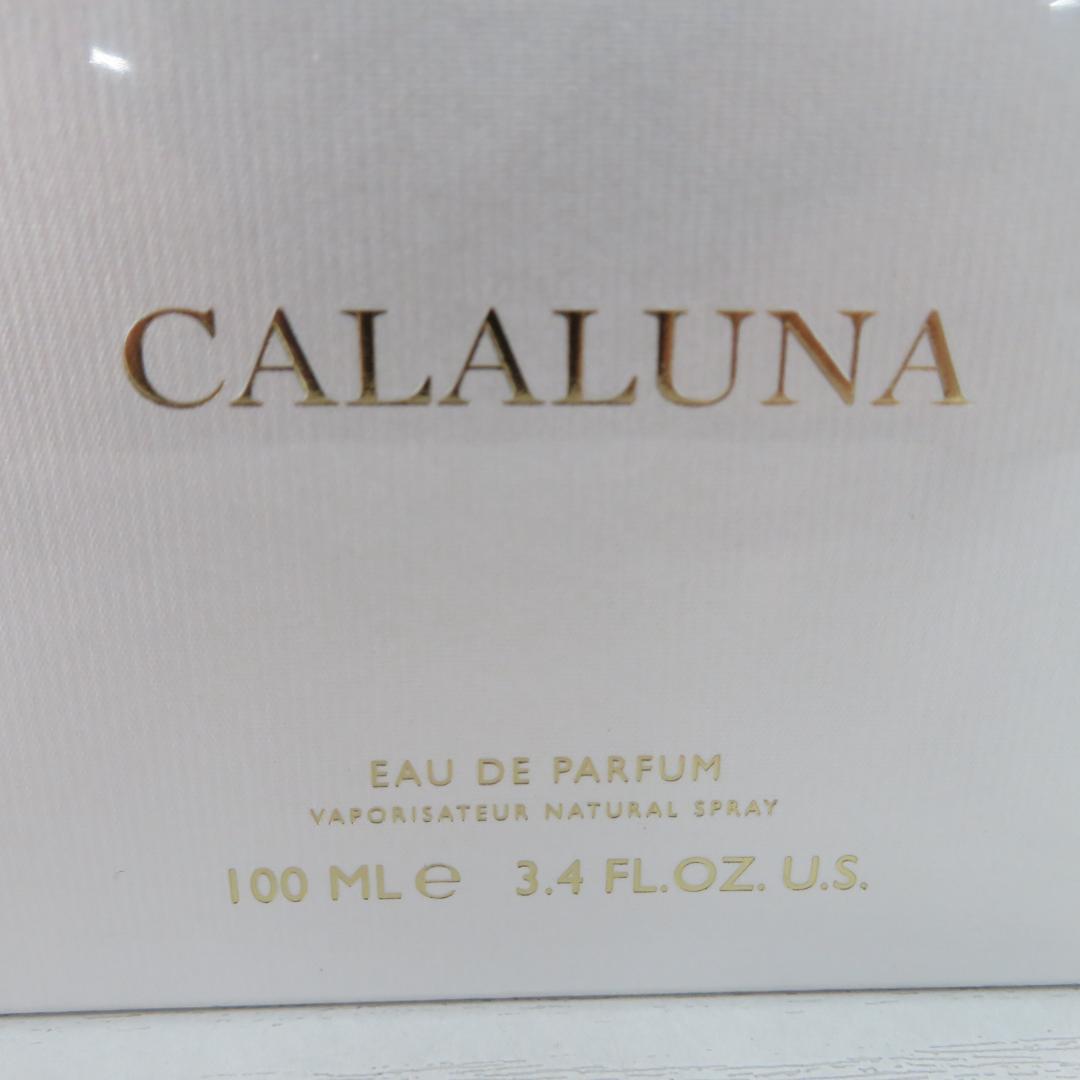 CALALUNA
EAU DE PARFUM
VAPORISATEUR NATURAL SPRAY
100 ML e 3.4 FL.OZ. U.S.